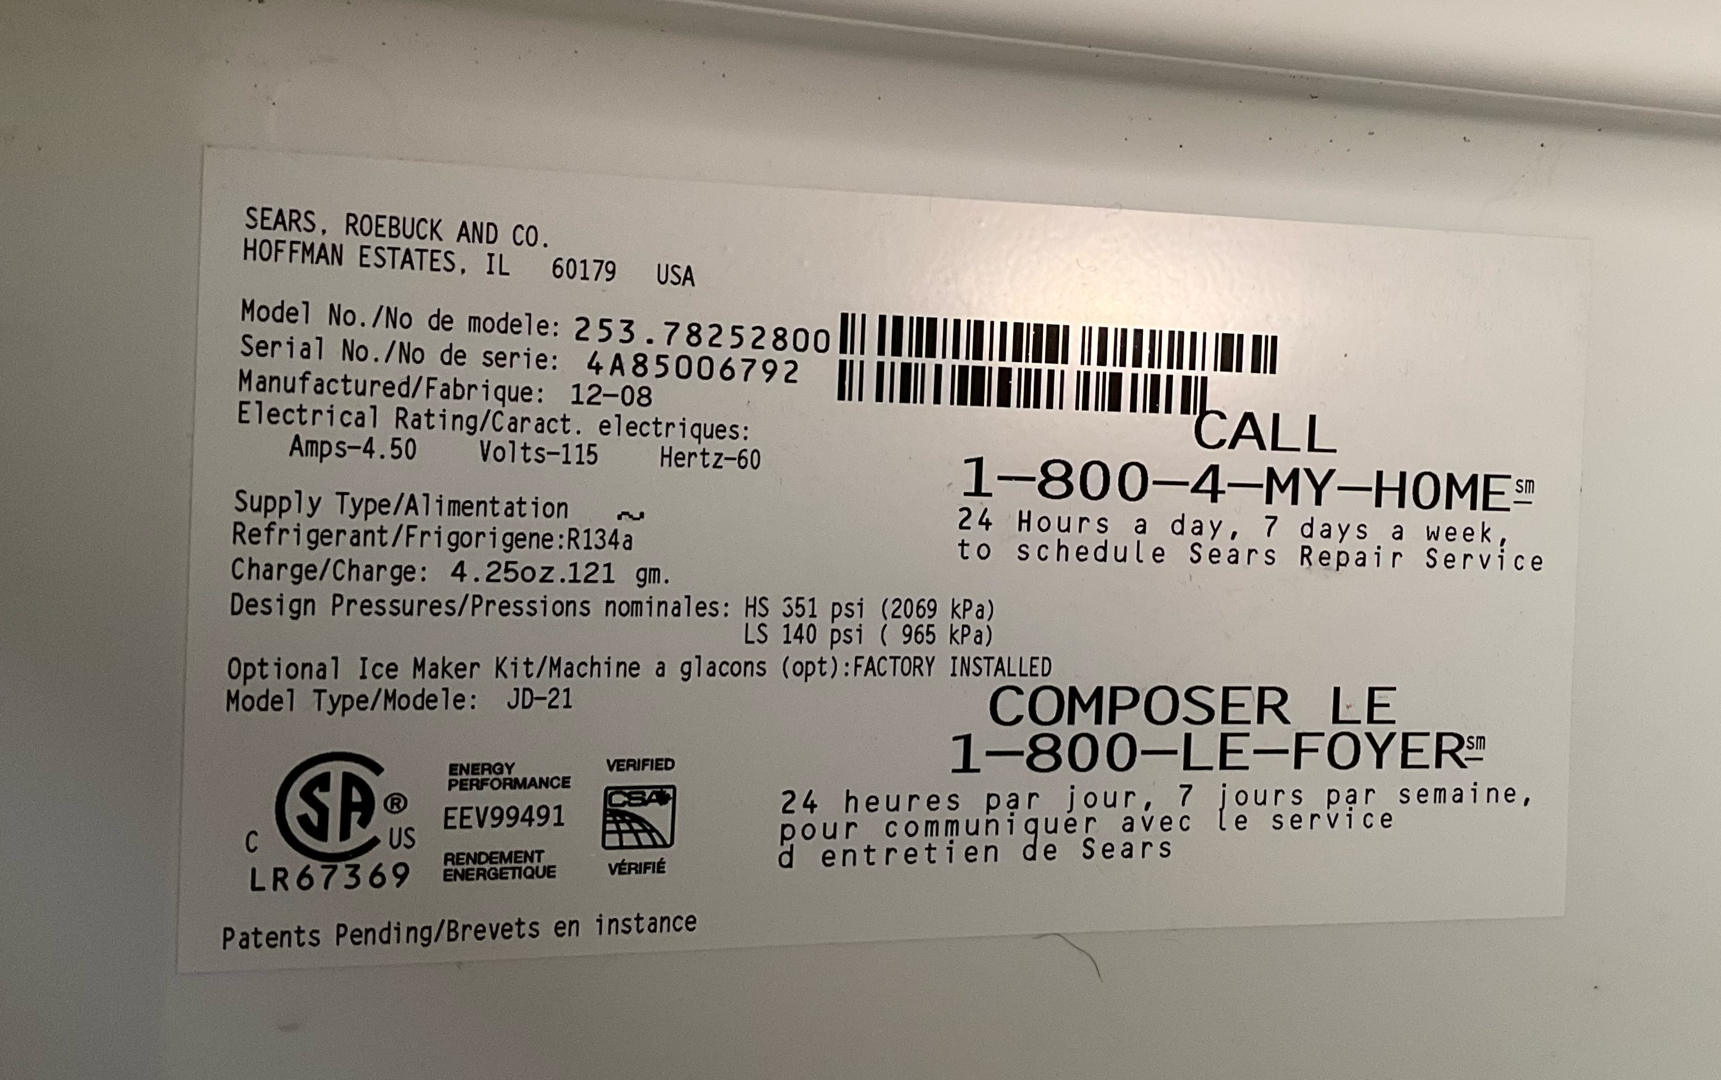 SEARS, ROEBUCK AND CO.
HOFFMAN ESTATES, IL 60179 USA
Model No./No de modele: 253.78252800
Serial No./No de serie: 4A85006792
Manufactured/Fabrique: 12-08
Electrical Rating/Caract. electriques:
Amps-4.50 Volts-115 Hertz-60
Supply Type/Alimentation ~
Refrigerant/Frigorigene:R134a
Charge/Charge: 4.25oz.121 gm.
Design Pressures/Pressions nominales: HS 351 psi (2069 kPa)
LS 140 psi ( 965 kPa)
Optional Ice Maker Kit/Machine a glacons (opt):FACTORY INSTALLED
Model Type/Modele: JD-21
CALL
1-800-4-MY-HOME sm
24 Hours a day, 7 days a week,
to schedule Sears Repair Service
COMPOSER LE
1-800-LE-FOYER sm
24 heures par jour, 7 jours par semaine,
pour communiquer avec le service
d entretien de Sears
C SA ® US
LR67369
ENERGY
PERFORMANCE
EEV99491
RENDEMENT
ENERGETIQUE
VERIFIED
CSA
VÉRIFIÉ
Patents Pending/Brevets en instance